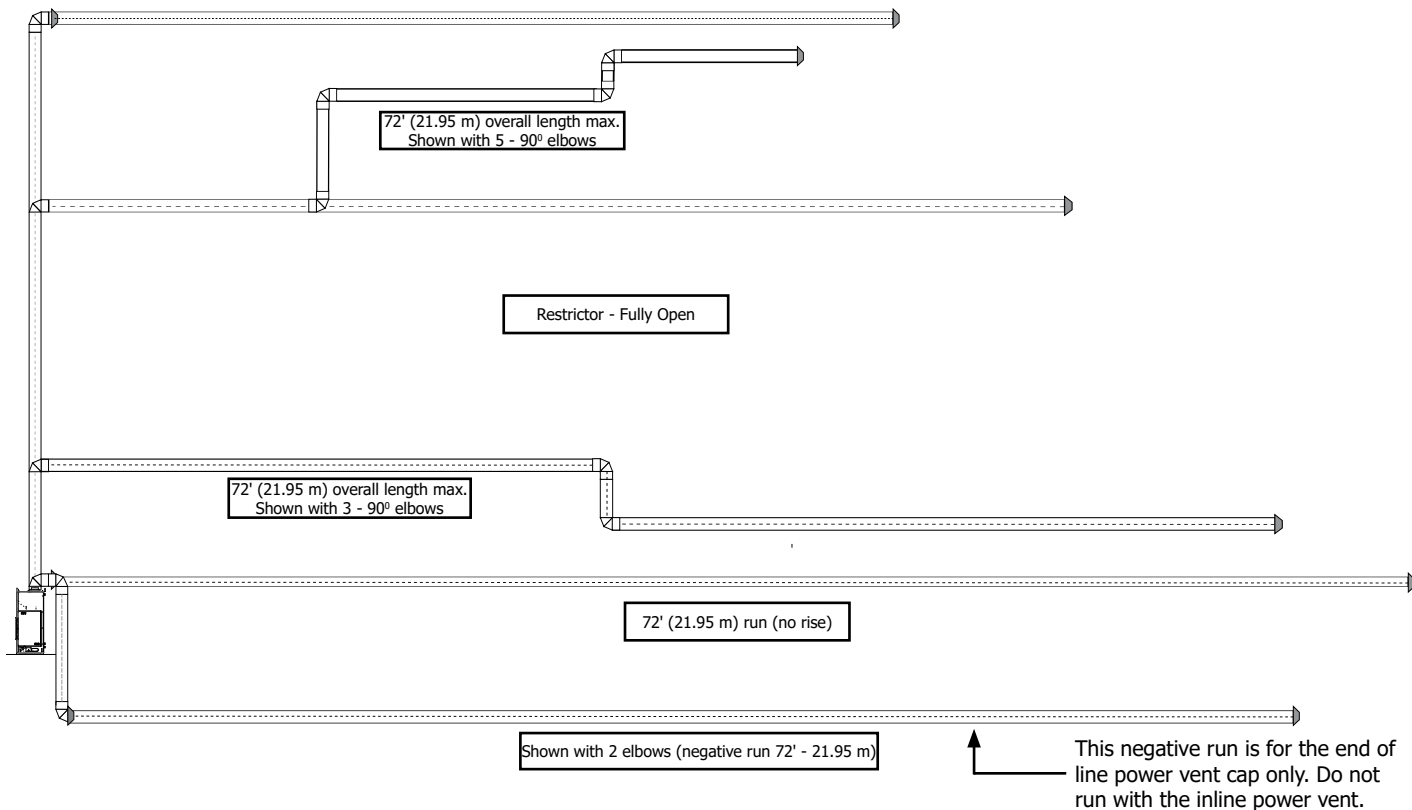 72' (21.95 m) overall length max.
Shown with 5 - 90⁰ elbows
Restrictor - Fully Open
72' (21.95 m) overall length max.
Shown with 3 - 90⁰ elbows
72' (21.95 m) run (no rise)
Shown with 2 elbows (negative run 72' - 21.95 m)
This negative run is for the end of
line power vent cap only. Do not
run with the inline power vent.